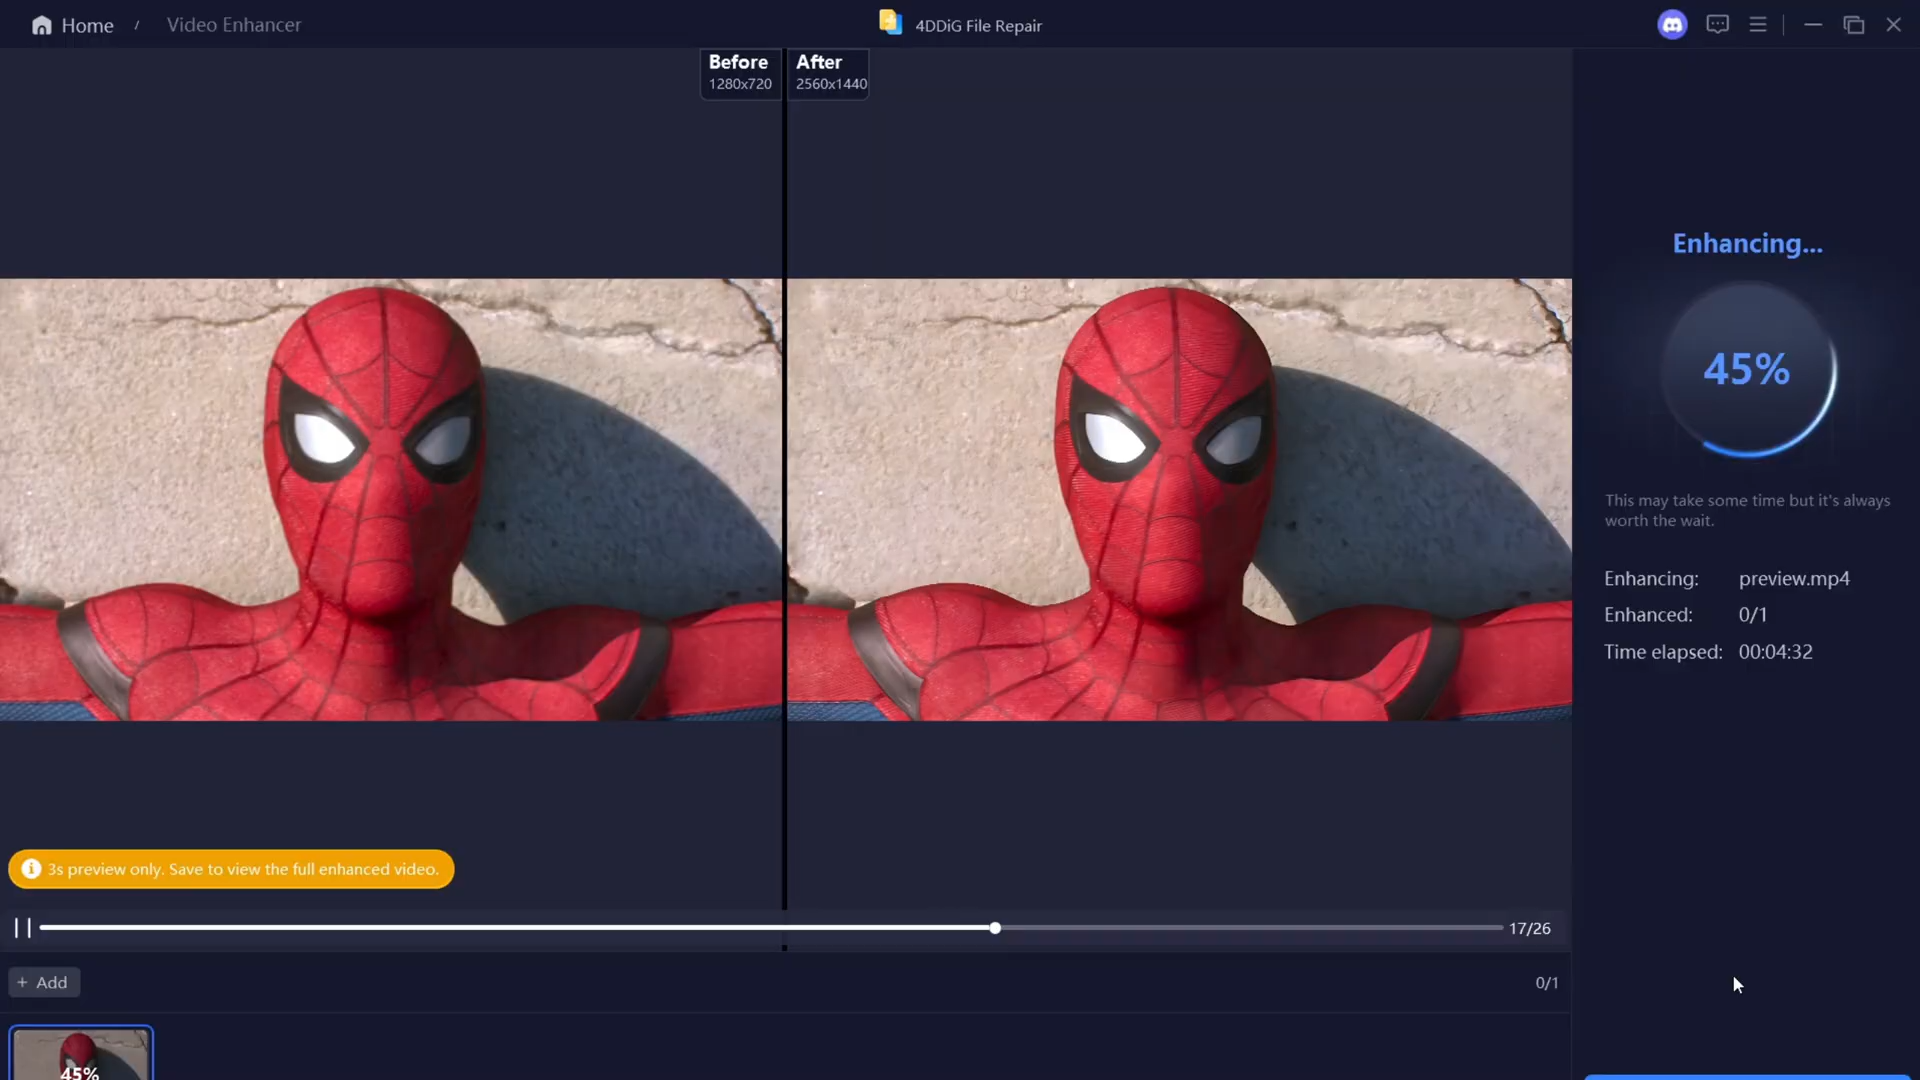 Home / Video Enhancer
4DDiG File Repair
Before
1280x720
After
2560x1440
Enhancing...
45%
This may take some time but it's always
worth the wait.
Enhancing: preview.mp4
Enhanced: 0/1
Time elapsed: 00:04:32
3s preview only. Save to view the full enhanced video.
17/26
+ Add
0/1
45%